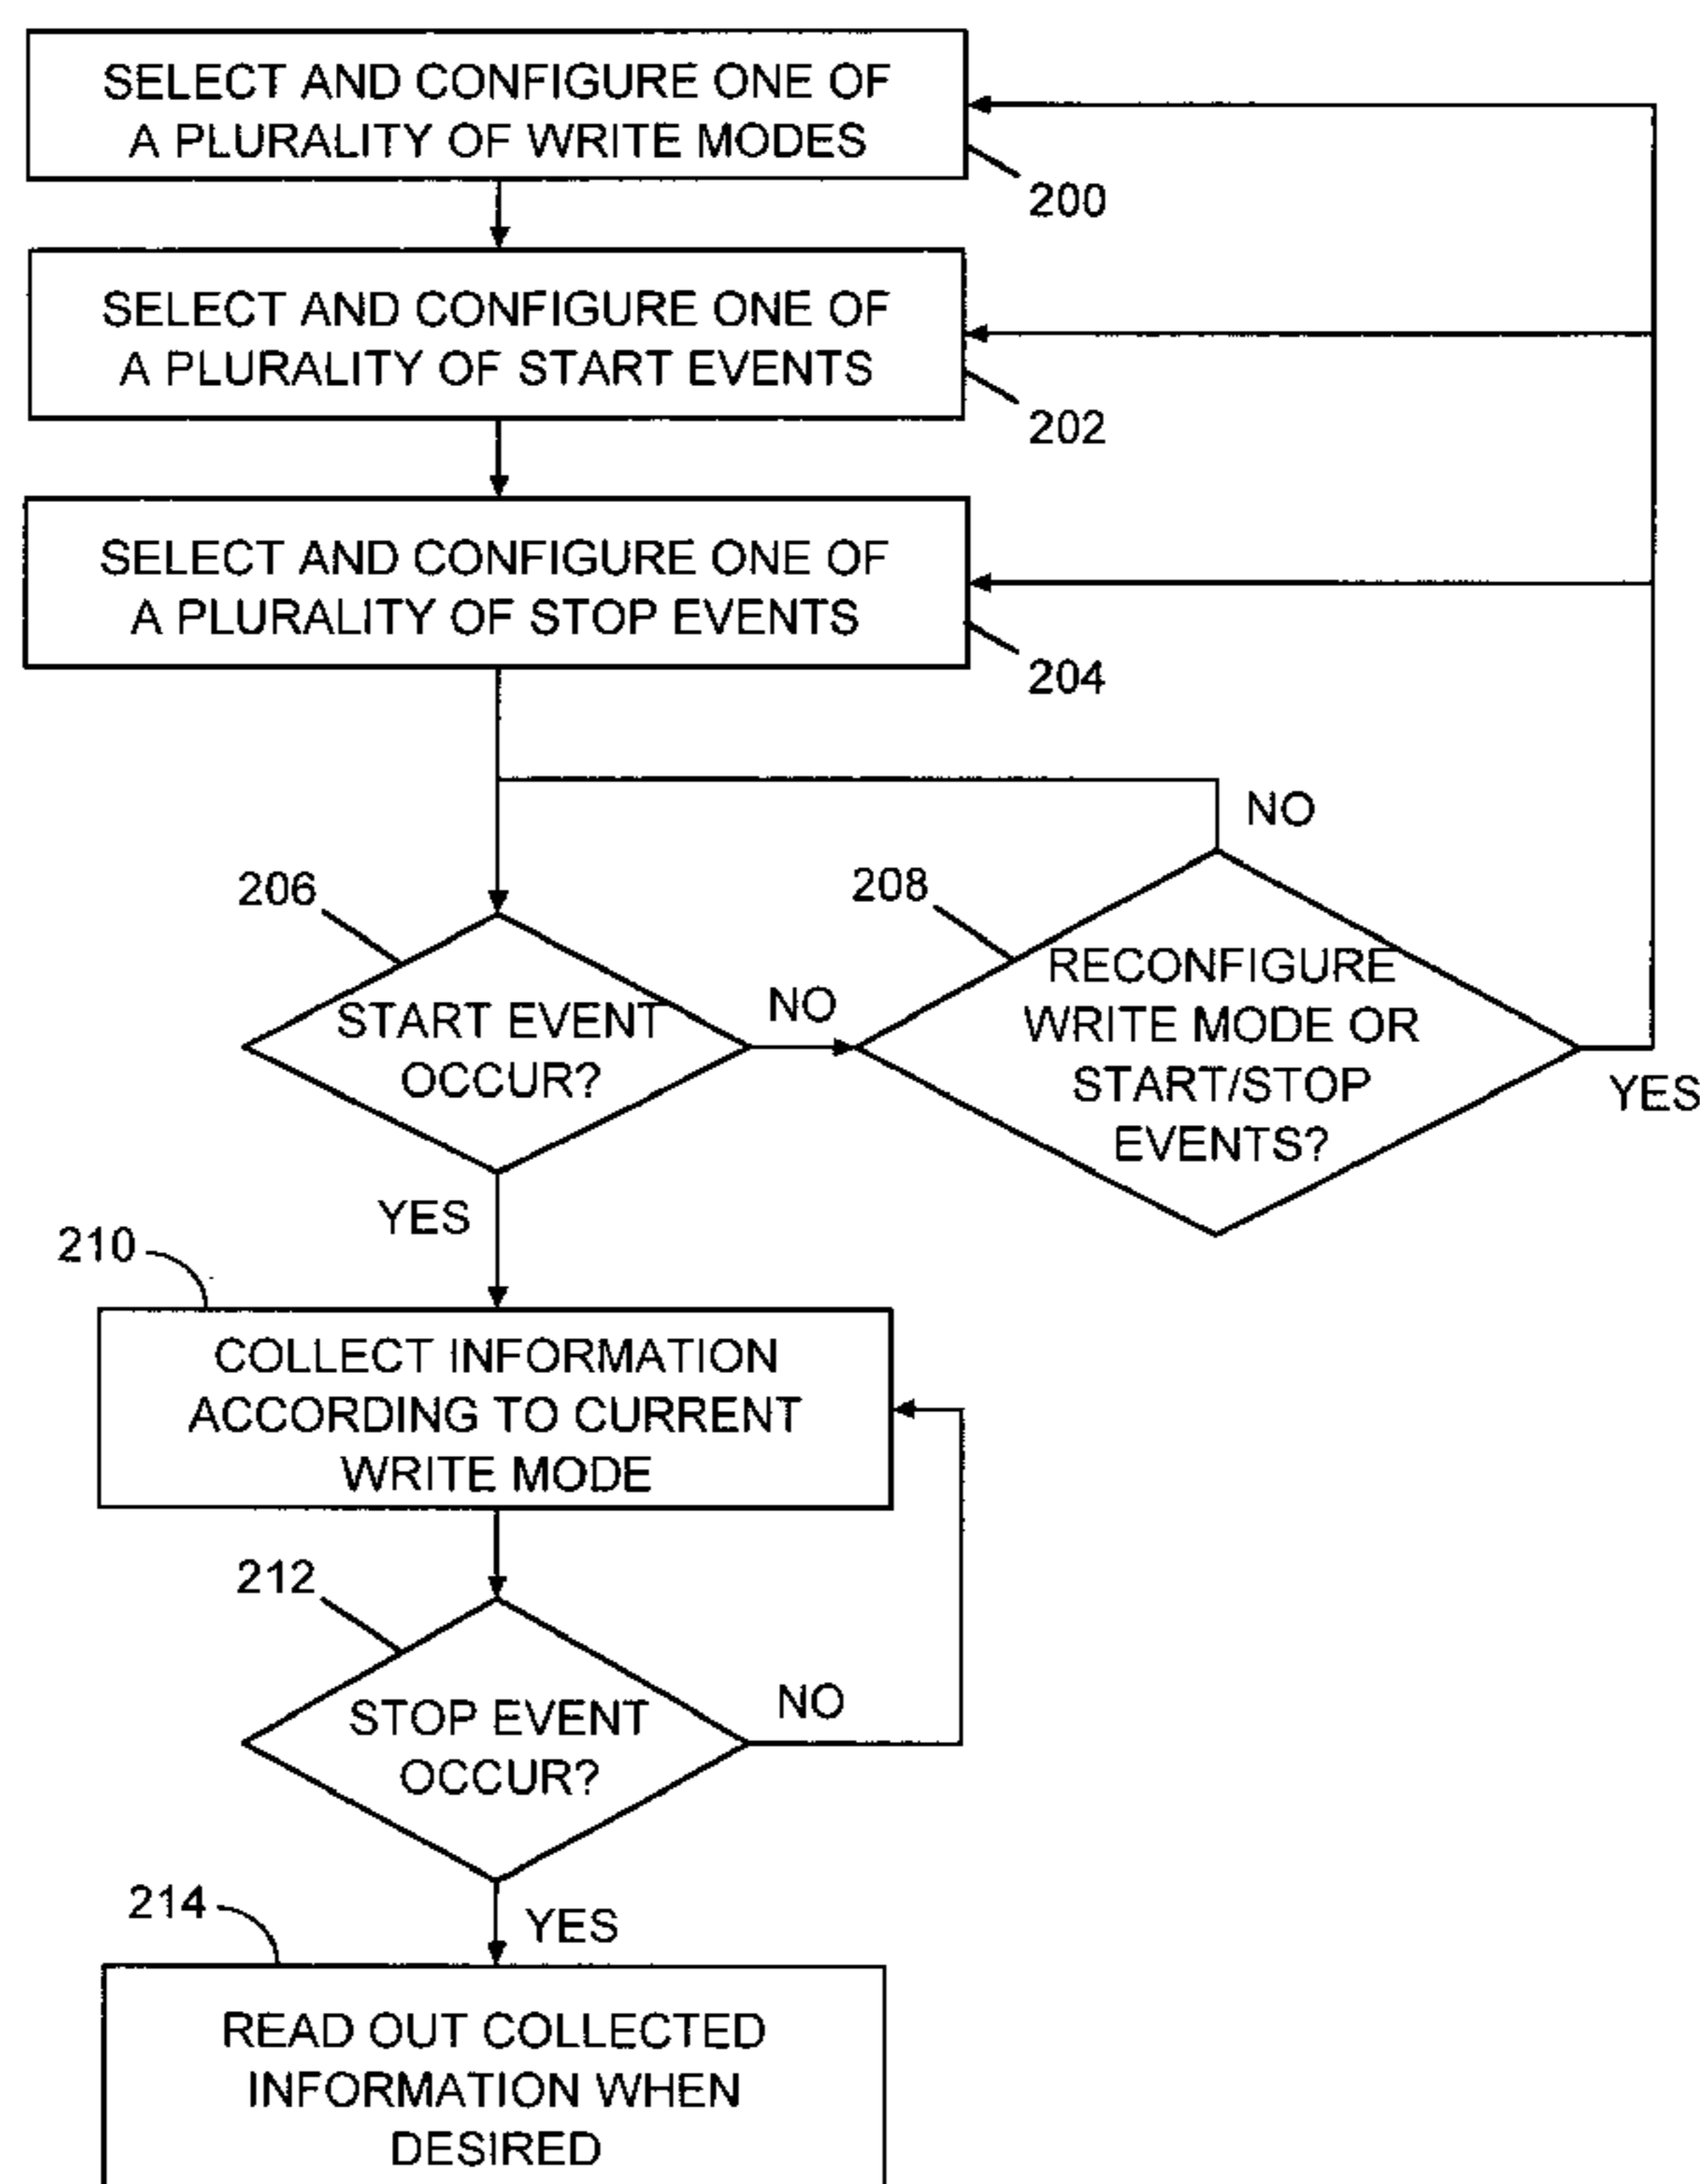 SELECT AND CONFIGURE ONE OF
A PLURALITY OF WRITE MODES
200
SELECT AND CONFIGURE ONE OF
A PLURALITY OF START EVENTS
202
SELECT AND CONFIGURE ONE OF
A PLURALITY OF STOP EVENTS
204
NO
206
208
START EVENT
OCCUR?
NO
RECONFIGURE
WRITE MODE OR
START/STOP
EVENTS?
YES
YES
210
COLLECT INFORMATION
ACCORDING TO CURRENT
WRITE MODE
212
STOP EVENT
OCCUR?
NO
214
YES
READ OUT COLLECTED
INFORMATION WHEN
DESIRED